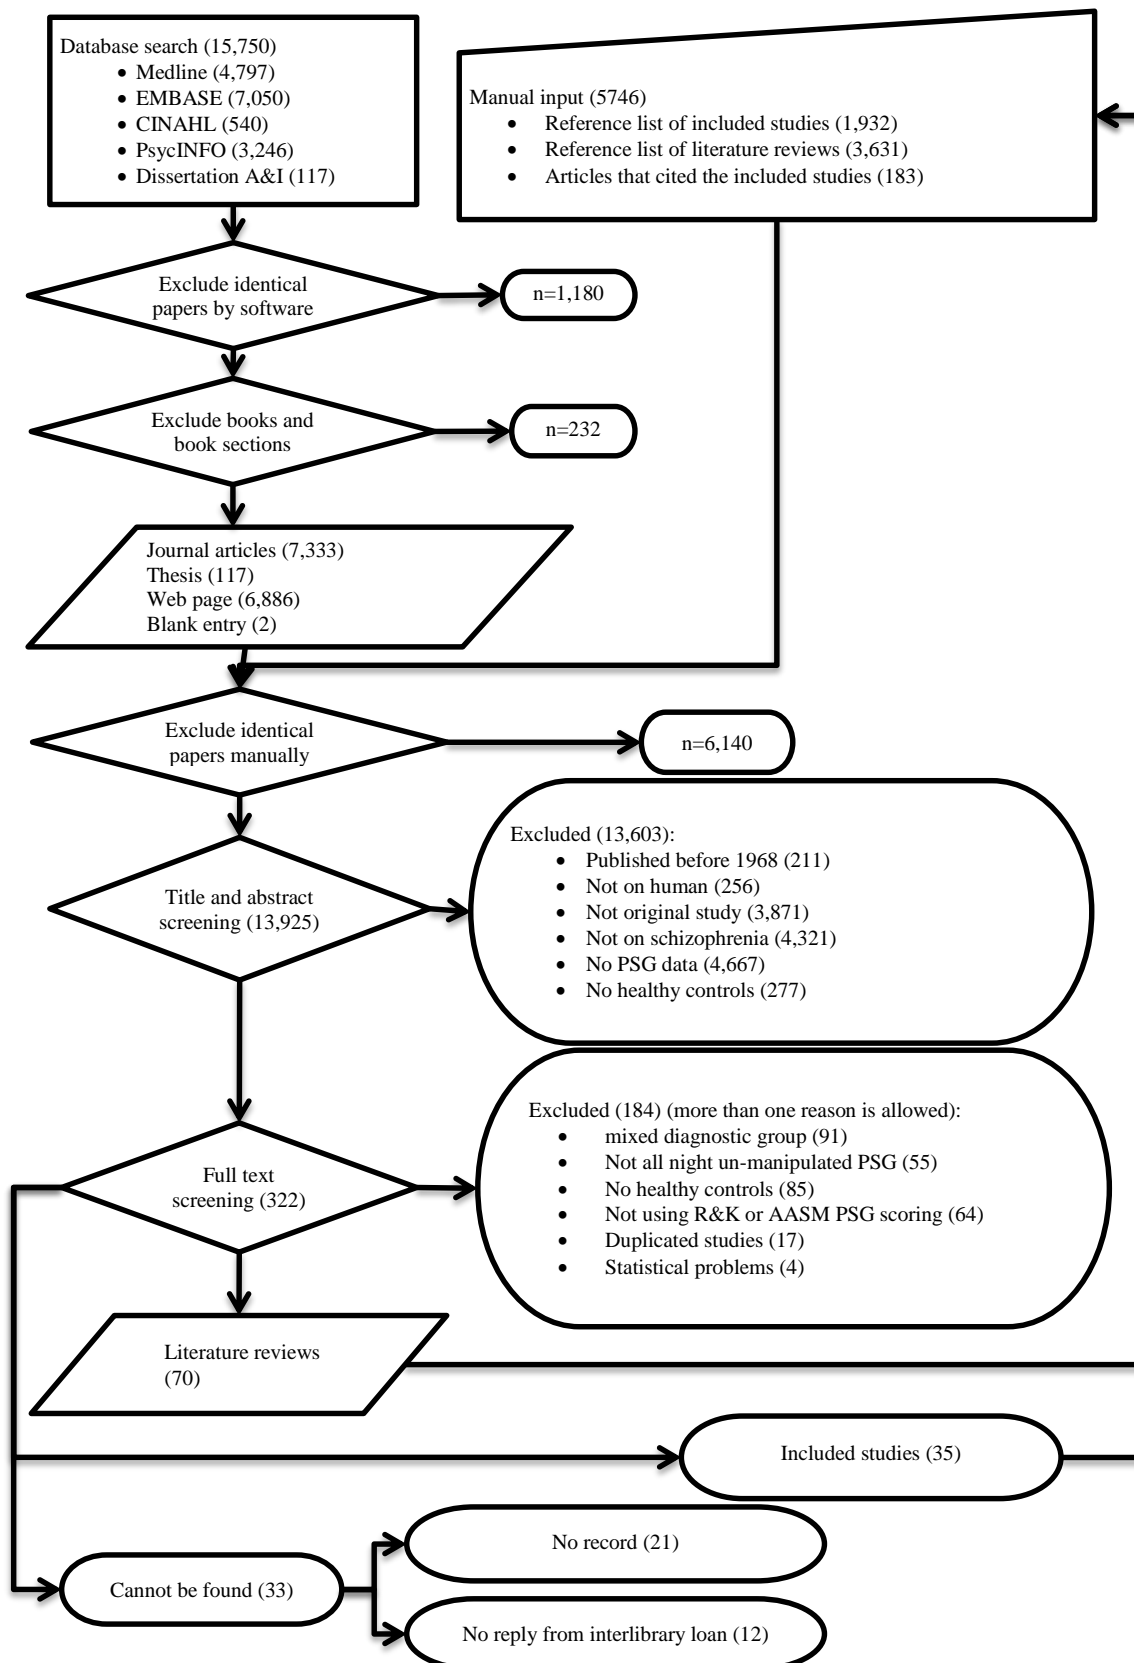 Database search (15,750)
• Medline (4,797)
• EMBASE (7,050)
• CINAHL (540)
• PsycINFO (3,246)
• Dissertation A&I (117)
Manual input (5746)
• Reference list of included studies (1,932)
• Reference list of literature reviews (3,631)
• Articles that cited the included studies (183)
Exclude identical
papers by software
n=1,180
Exclude books and
book sections
n=232
Journal articles (7,333)
Thesis (117)
Web page (6,886)
Blank entry (2)
Exclude identical
papers manually
n=6,140
Title and abstract
screening (13,925)
Excluded (13,603):
• Published before 1968 (211)
• Not on human (256)
• Not original study (3,871)
• Not on schizophrenia (4,321)
• No PSG data (4,667)
• No healthy controls (277)
Full text
screening (322)
Excluded (184) (more than one reason is allowed):
• mixed diagnostic group (91)
• Not all night un-manipulated PSG (55)
• No healthy controls (85)
• Not using R&K or AASM PSG scoring (64)
• Duplicated studies (17)
• Statistical problems (4)
Literature reviews
(70)
Included studies (35)
No record (21)
Cannot be found (33)
No reply from interlibrary loan (12)